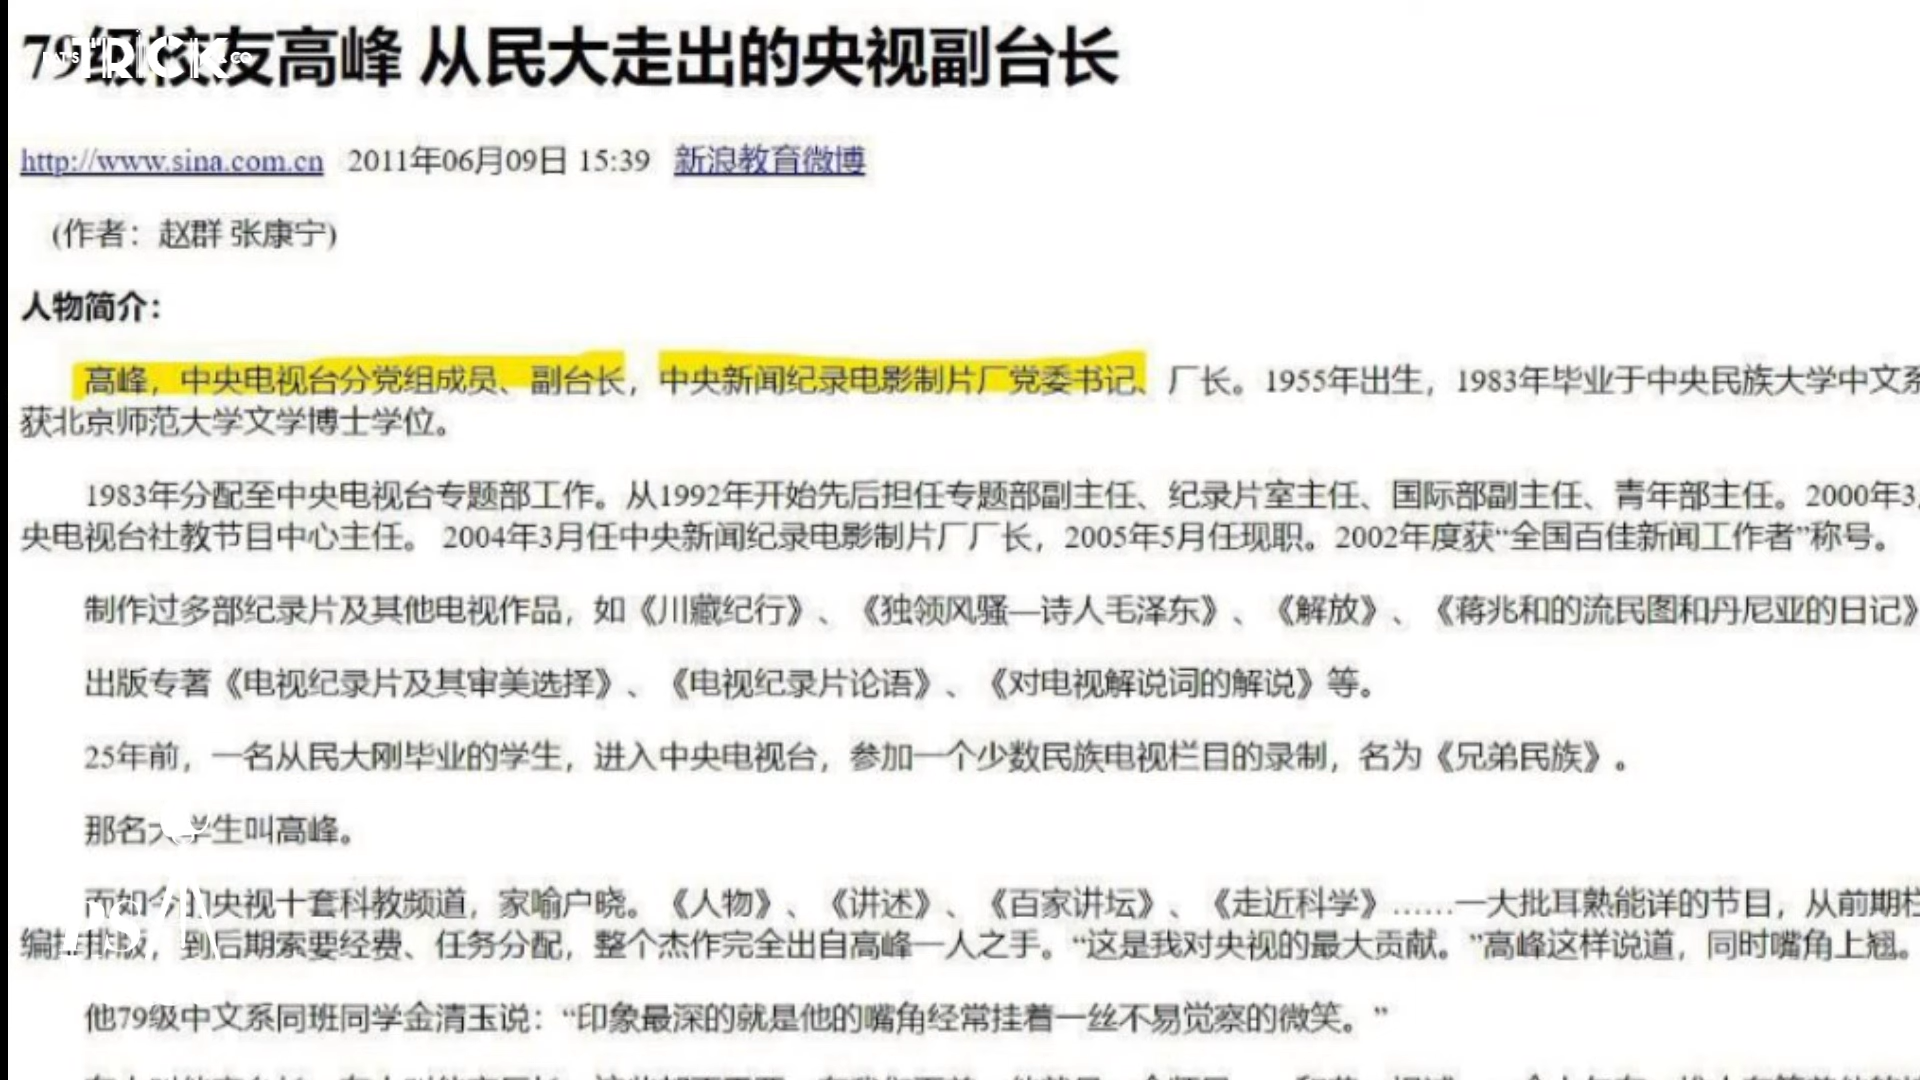 79级校友高峰 从民大走出的央视副台长
TRICK
http://www.sina.com.cn 2011年06月09日 15:39 新浪教育微博
(作者：赵群 张康宁)
人物简介：
高峰，中央电视台分党组成员、副台长，中央新闻纪录电影制片厂党委书记、厂长。1955年出生，1983年毕业于中央民族大学中文系
获北京师范大学文学博士学位。
1983年分配至中央电视台专题部工作。从1992年开始先后担任专题部副主任、纪录片室主任、国际部副主任、青年部主任。2000年3
央电视台社教节目中心主任。 2004年3月任中央新闻纪录电影制片厂厂长，2005年5月任现职。2002年度获“全国百佳新闻工作者”称号。
制作过多部纪录片及其他电视作品，如《川藏纪行》、《独领风骚—诗人毛泽东》、《解放》、《蒋兆和的流民图和丹尼亚的日记》
出版专著《电视纪录片及其审美选择》、《电视纪录片论语》、《对电视解说词的解说》等。
25年前，一名从民大刚毕业的学生，进入中央电视台，参加一个少数民族电视栏目的录制，名为《兄弟民族》。
那名大学生叫高峰。
而如今的央视十套科教频道，家喻户晓。《人物》、《讲述》、《百家讲坛》、《走近科学》……一大批耳熟能详的节目，从前期栏
编排排版，到后期索要经费、任务分配，整个杰作完全出自高峰一人之手。“这是我对央视的最大贡献。”高峰这样说道，同时嘴角上翘。
他79级中文系同班同学金清玉说：“印象最深的就是他的嘴角经常挂着一丝不易觉察的微笑。”